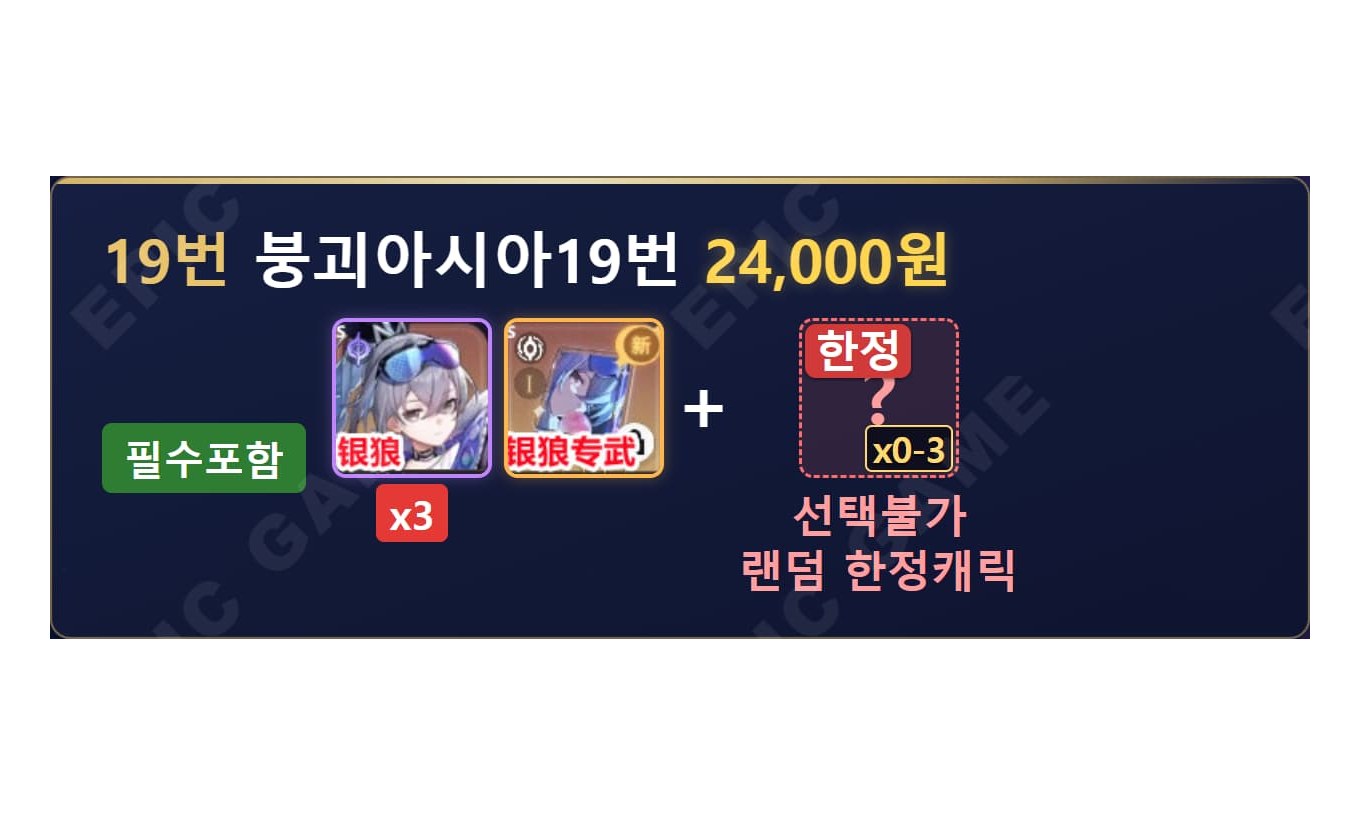 19번 붕괴아시아19번 24,000원
필수포함
S
银狼
x3
S
新
I
银狼专武
+
한정
?
x0-3
선택불가
랜덤 한정캐릭
EPIC GAME